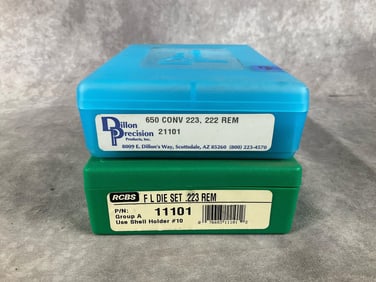 Dillon
Precision
Products, Inc.
650 CONV 223, 222 REM
21101
8009 E. Dillon's Way, Scottsdale, AZ 85260 (800) 223-4570
RCBS
F L DIE SET .223 REM
P/N:
11101
Group A
Use Shell Holder #10